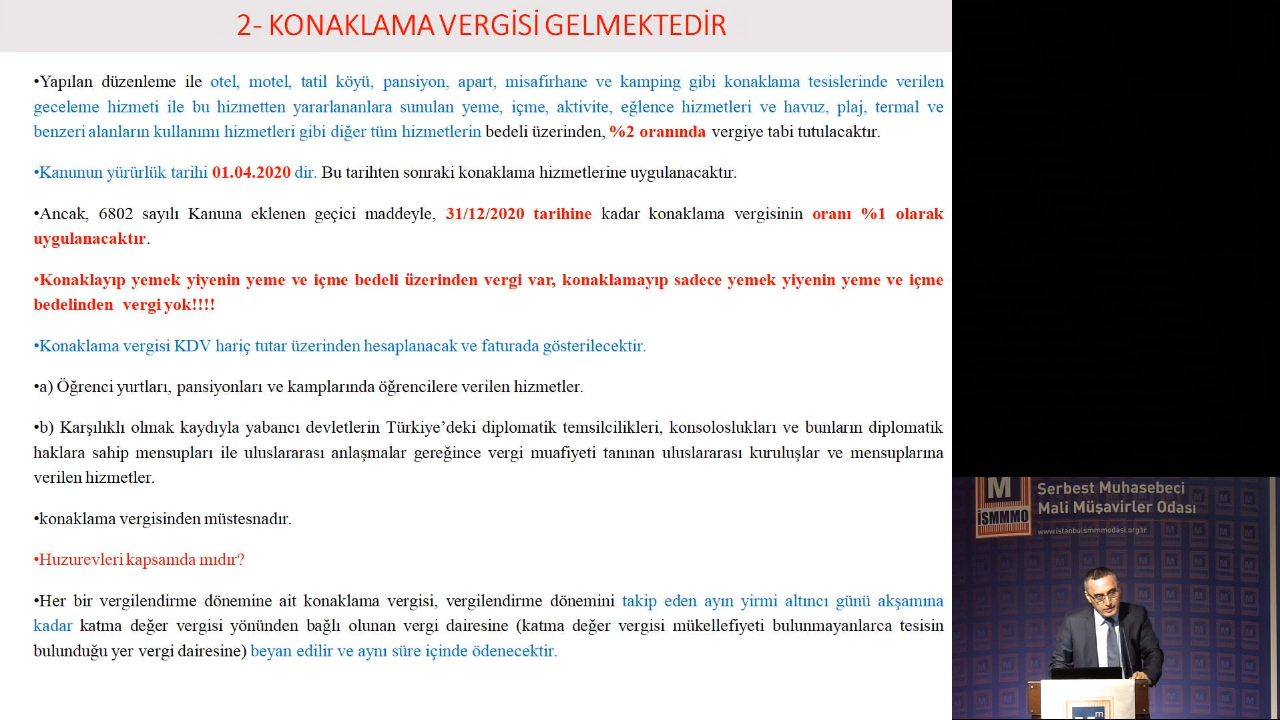 2- KONAKLAMA VERGİSİ GELMEKTEDİR
•Yapılan düzenleme ile otel, motel, tatil köyü, pansiyon, apart, misafirhane ve kamping gibi konaklama tesislerinde verilen
geceleme hizmeti ile bu hizmetten yararlananlara sunulan yeme, içme, aktivite, eğlence hizmetleri ve havuz, plaj, termal ve
benzeri alanların kullanımı hizmetleri gibi diğer tüm hizmetlerin bedeli üzerinden, %2 oranında vergiye tabi tutulacaktır.
•Kanunun yürürlük tarihi 01.04.2020 dir. Bu tarihten sonraki konaklama hizmetlerine uygulanacaktır.
•Ancak, 6802 sayılı Kanuna eklenen geçici maddeyle, 31/12/2020 tarihine kadar konaklama vergisinin oranı %1 olarak
uygulanacaktır.
•Konaklayıp yemek yiyenin yeme ve içme bedeli üzerinden vergi var, konaklamayıp sadece yemek yiyenin yeme ve içme
bedelinden vergi yok!!!!
•Konaklama vergisi KDV hariç tutar üzerinden hesaplanacak ve faturada gösterilecektir.
•a) Öğrenci yurtları, pansiyonları ve kamplarında öğrencilere verilen hizmetler.
•b) Karşılıklı olmak kaydıyla yabancı devletlerin Türkiye’deki diplomatik temsilcilikleri, konsoloslukları ve bunların diplomatik
haklara sahip mensupları ile uluslararası anlaşmalar gereğince vergi muafiyeti tanınan uluslararası kuruluşlar ve mensuplarına
verilen hizmetler.
•konaklama vergisinden müstesnadır.
•Huzurevleri kapsamda mıdır?
•Her bir vergilendirme dönemine ait konaklama vergisi, vergilendirme dönemini takip eden ayın yirmi altıncı günü akşamına
kadar katma değer vergisi yönünden bağlı olunan vergi dairesine (katma değer vergisi mükellefiyeti bulunmayanlarca tesisin
bulunduğu yer vergi dairesine) beyan edilir ve aynı süre içinde ödenecektir.
M
İSMMMO
Serbest Muhasebeci
Mali Müşavirler Odası
www.istanbulsmmmodasi.org.tr